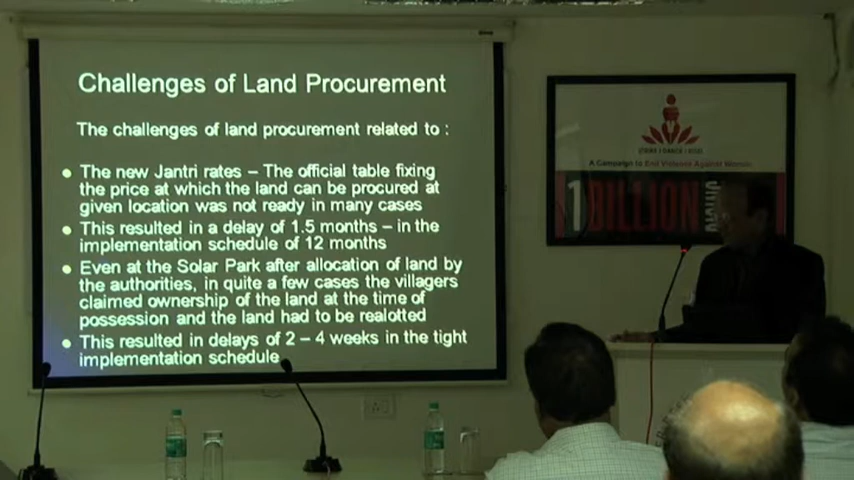 Challenges of Land Procurement
The challenges of land procurement related to :
The new Jantri rates – The official table fixing
the price at which the land can be procured at
given location was not ready in many cases
This resulted in a delay of 1.5 months – in the
implementation schedule of 12 months
Even at the Solar Park after allocation of land by
the authorities, in quite a few cases the villagers
claimed ownership of the land at the time of
possession and the land had to be realotted
This resulted in delays of 2 – 4 weeks in the tight
implementation schedule
STRIKE | DANCE | RISE!
A Campaign to End Violence Against Women
1 BILLION RISING